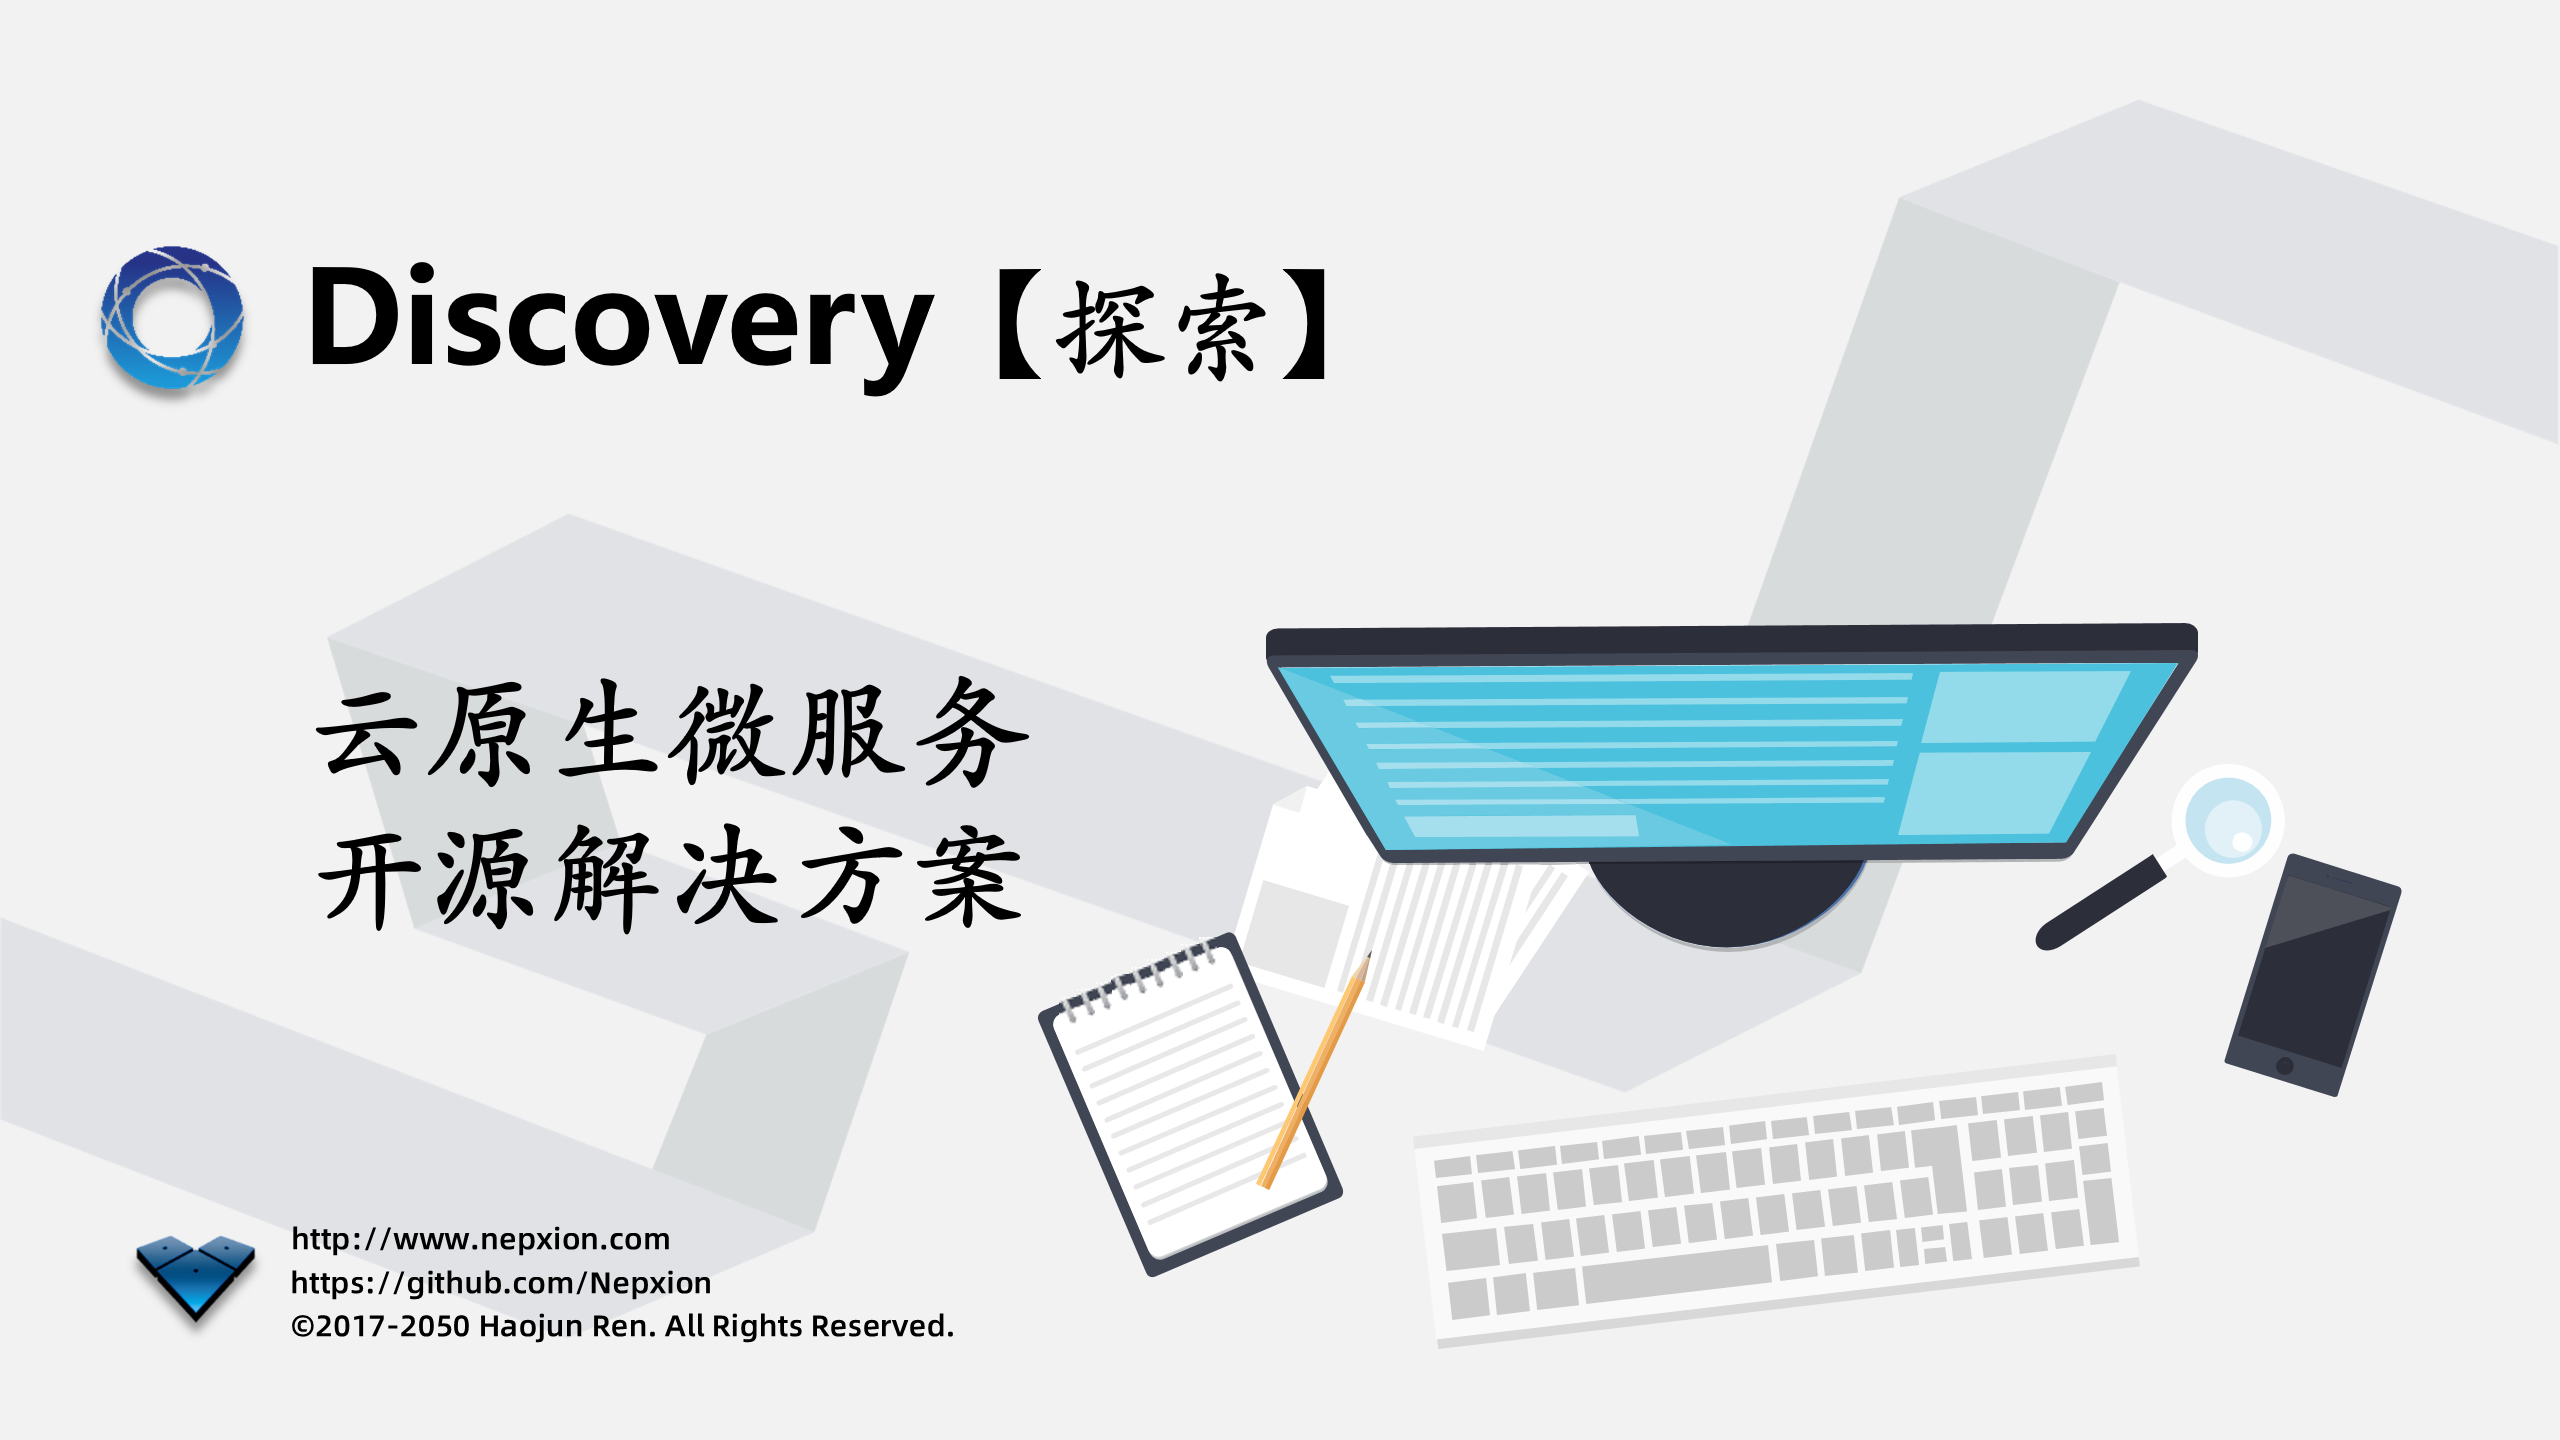 Discovery【探索】
云原生微服务
开源解决方案
http://www.nepxion.com
https://github.com/Nepxion
©2017-2050 Haojun Ren. All Rights Reserved.